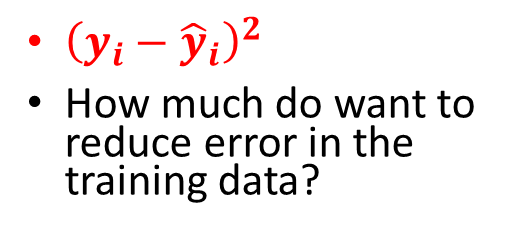 • (yᵢ − ŷᵢ)²
• How much do want to
reduce error in the
training data?